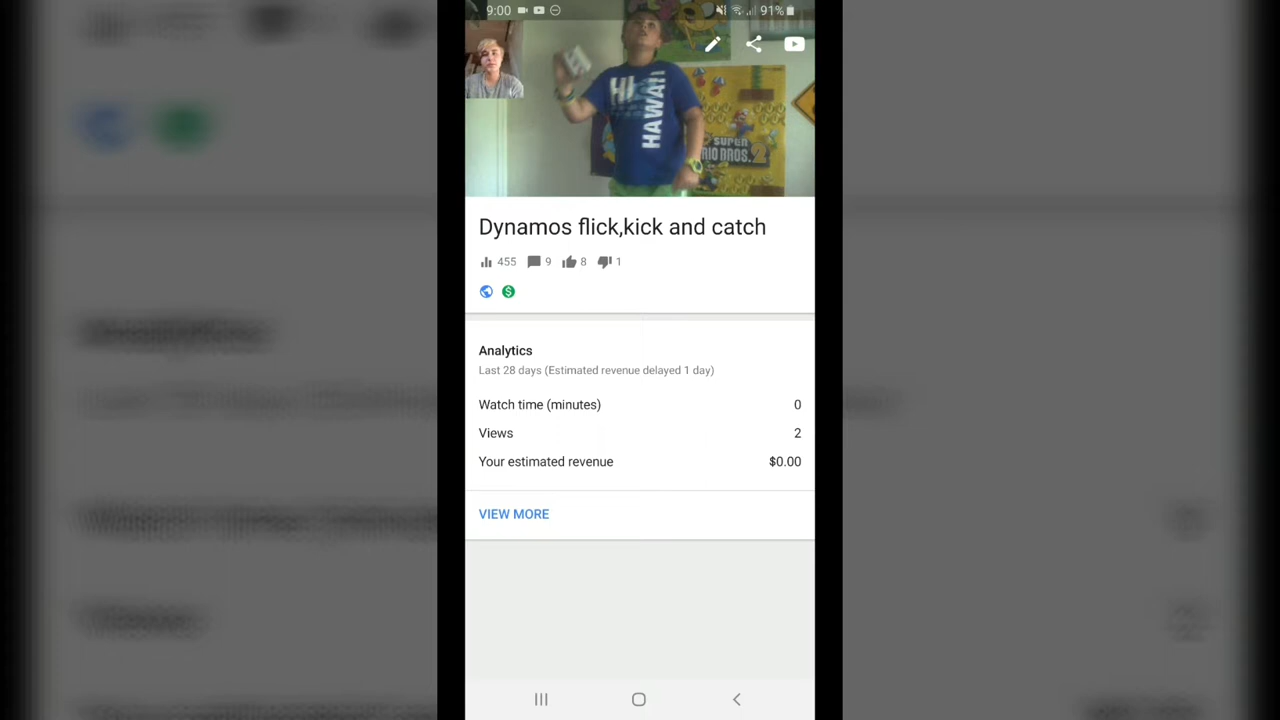 9:00 91%
HI
HAWAII
SUPER
MARIO BROS. 2
Dynamos flick,kick and catch
455 9 8 1
Analytics
Last 28 days (Estimated revenue delayed 1 day)
Watch time (minutes) 0
Views 2
Your estimated revenue $0.00
VIEW MORE